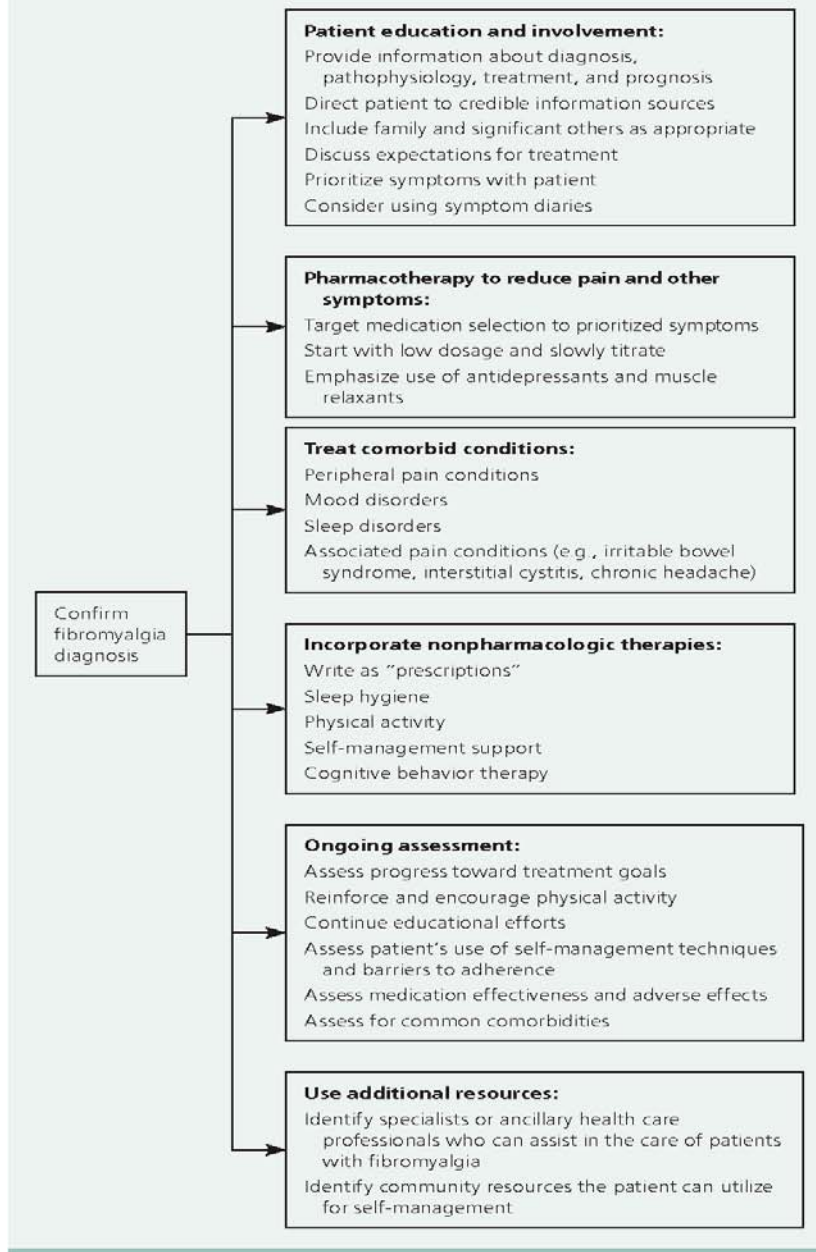 Patient education and involvement:
Provide information about diagnosis,
pathophysiology, treatment, and prognosis
Direct patient to credible information sources
Include family and significant others as appropriate
Discuss expectations for treatment
Prioritize symptoms with patient
Consider using symptom diaries
Pharmacotherapy to reduce pain and other
symptoms:
Target medication selection to prioritized symptoms
Start with low dosage and slowly titrate
Emphasize use of antidepressants and muscle
relaxants
Treat comorbid conditions:
Peripheral pain conditions
Mood disorders
Sleep disorders
Associated pain conditions (e.g., irritable bowel
syndrome, interstitial cystitis, chronic headache)
Confirm
fibromyalgia
diagnosis
Incorporate nonpharmacologic therapies:
Write as "prescriptions"
Sleep hygiene
Physical activity
Self-management support
Cognitive behavior therapy
Ongoing assessment:
Assess progress toward treatment goals
Reinforce and encourage physical activity
Continue educational efforts
Assess patient's use of self-management techniques
and barriers to adherence
Assess medication effectiveness and adverse effects
Assess for common comorbidities
Use additional resources:
Identify specialists or ancillary health care
professionals who can assist in the care of patients
with fibromyalgia
Identify community resources the patient can utilize
for self-management